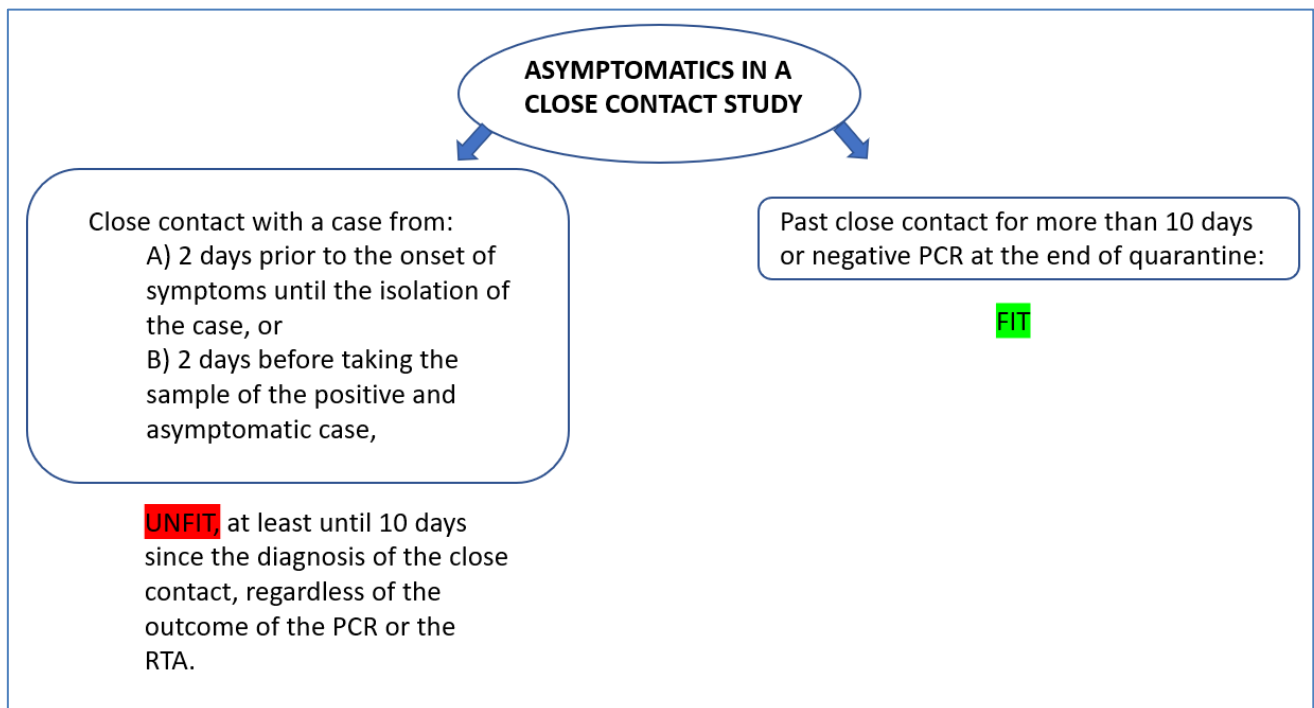 ASYMPTOMATICS IN A
CLOSE CONTACT STUDY
Close contact with a case from:
A) 2 days prior to the onset of
symptoms until the isolation of
the case, or
B) 2 days before taking the
sample of the positive and
asymptomatic case,
UNFIT, at least until 10 days
since the diagnosis of the close
contact, regardless of the
outcome of the PCR or the
RTA.
Past close contact for more than 10 days
or negative PCR at the end of quarantine:
FIT